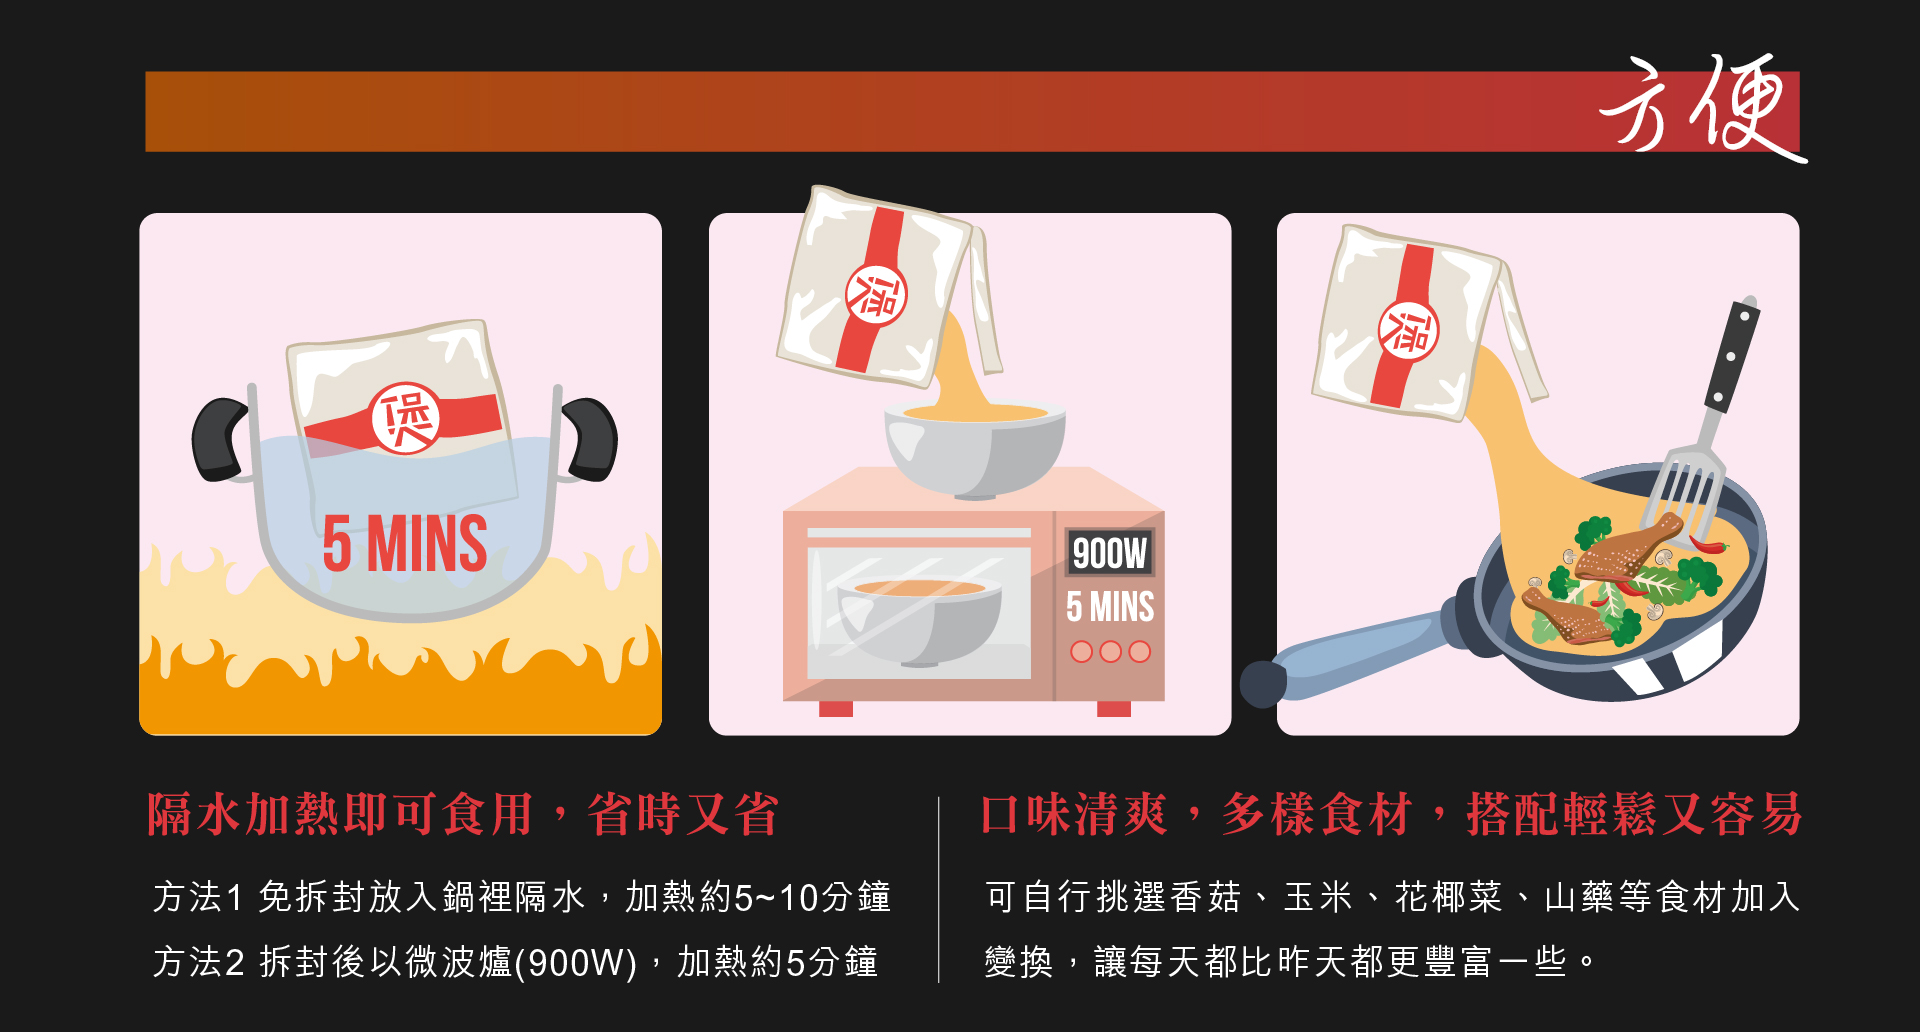 方便
煲
5 MINS
煲
900W
5 MINS
煲
隔水加熱即可食用，省時又省
方法1 免拆封放入鍋裡隔水，加熱約5~10分鐘
方法2 拆封後以微波爐(900W)，加熱約5分鐘
口味清爽，多樣食材，搭配輕鬆又容易
可自行挑選香菇、玉米、花椰菜、山藥等食材加入
變換，讓每天都比昨天都更豐富一些。